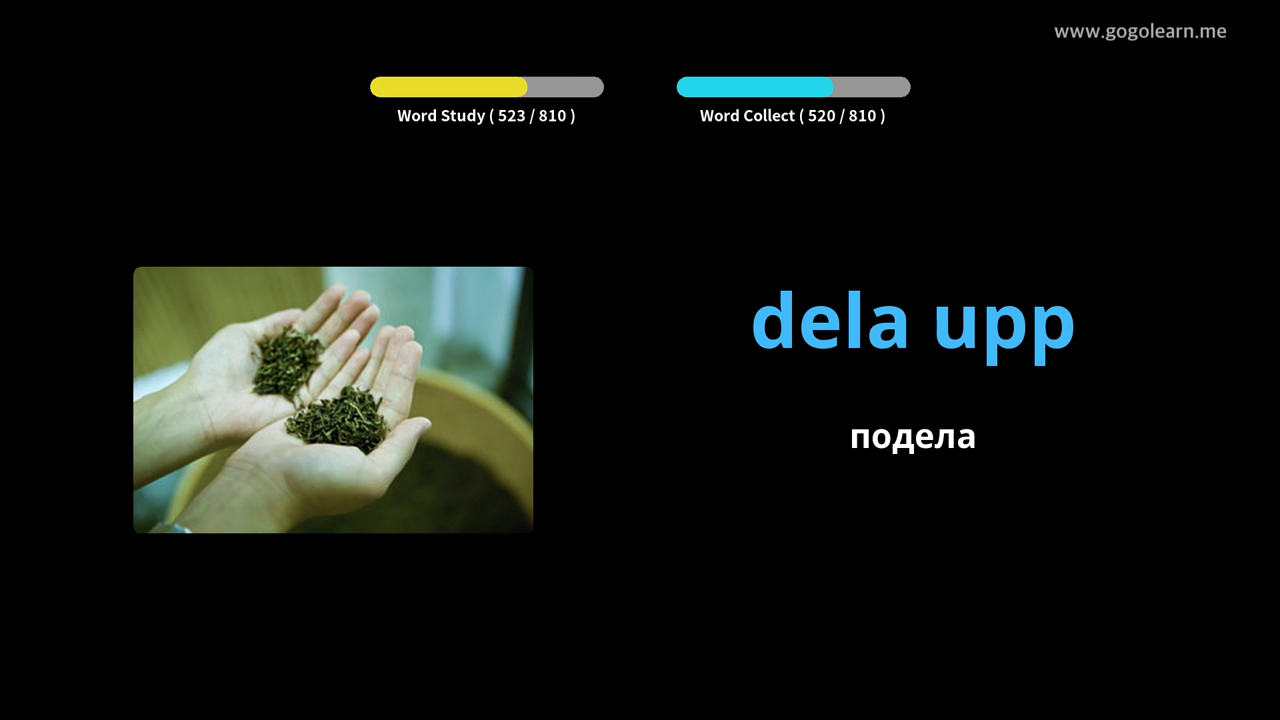 www.gogolearn.me
Word Study ( 523 / 810 )
Word Collect ( 520 / 810 )
dela upp
подела